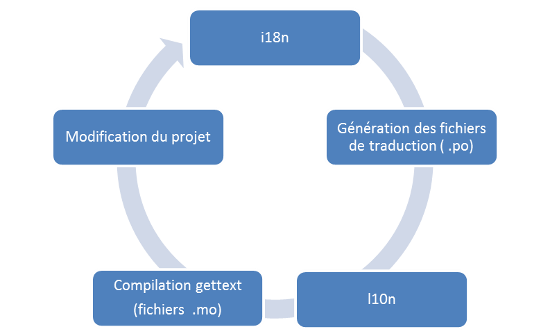 i18n
Génération des fichiers
de traduction ( .po)
l10n
Compilation gettext
(fichiers .mo)
Modification du projet